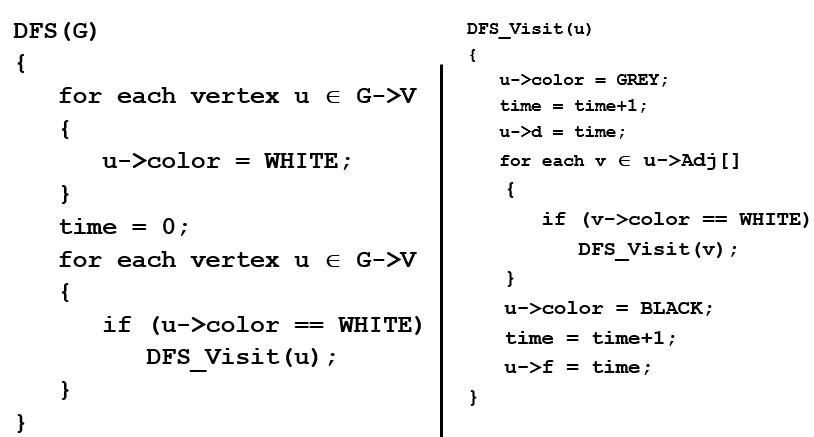 DFS(G)
{
for each vertex u ∈ G->V
{
u->color = WHITE;
}
time = 0;
for each vertex u ∈ G->V
{
if (u->color == WHITE)
DFS_Visit(u);
}
}
DFS_Visit(u)
{
u->color = GREY;
time = time+1;
u->d = time;
for each v ∈ u->Adj[]
{
if (v->color == WHITE)
DFS_Visit(v);
}
u->color = BLACK;
time = time+1;
u->f = time;
}